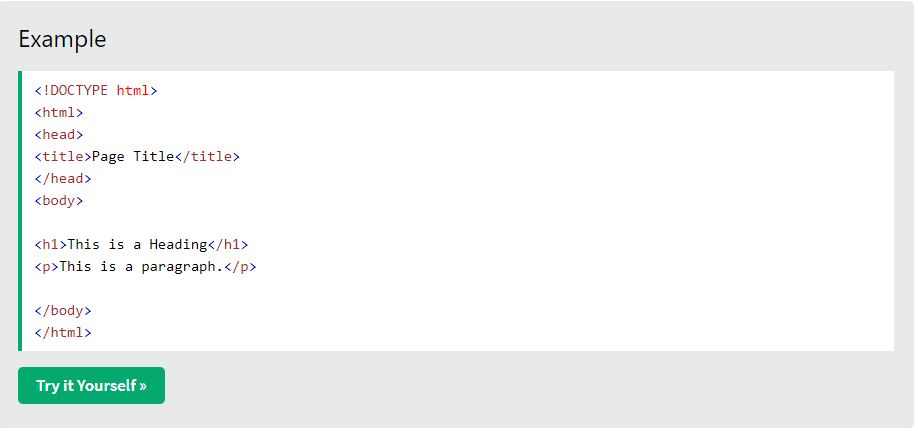 Example
<!DOCTYPE html>
<html>
<head>
<title>Page Title</title>
</head>
<body>
<h1>This is a Heading</h1>
<p>This is a paragraph.</p>
</body>
</html>
Try it Yourself »